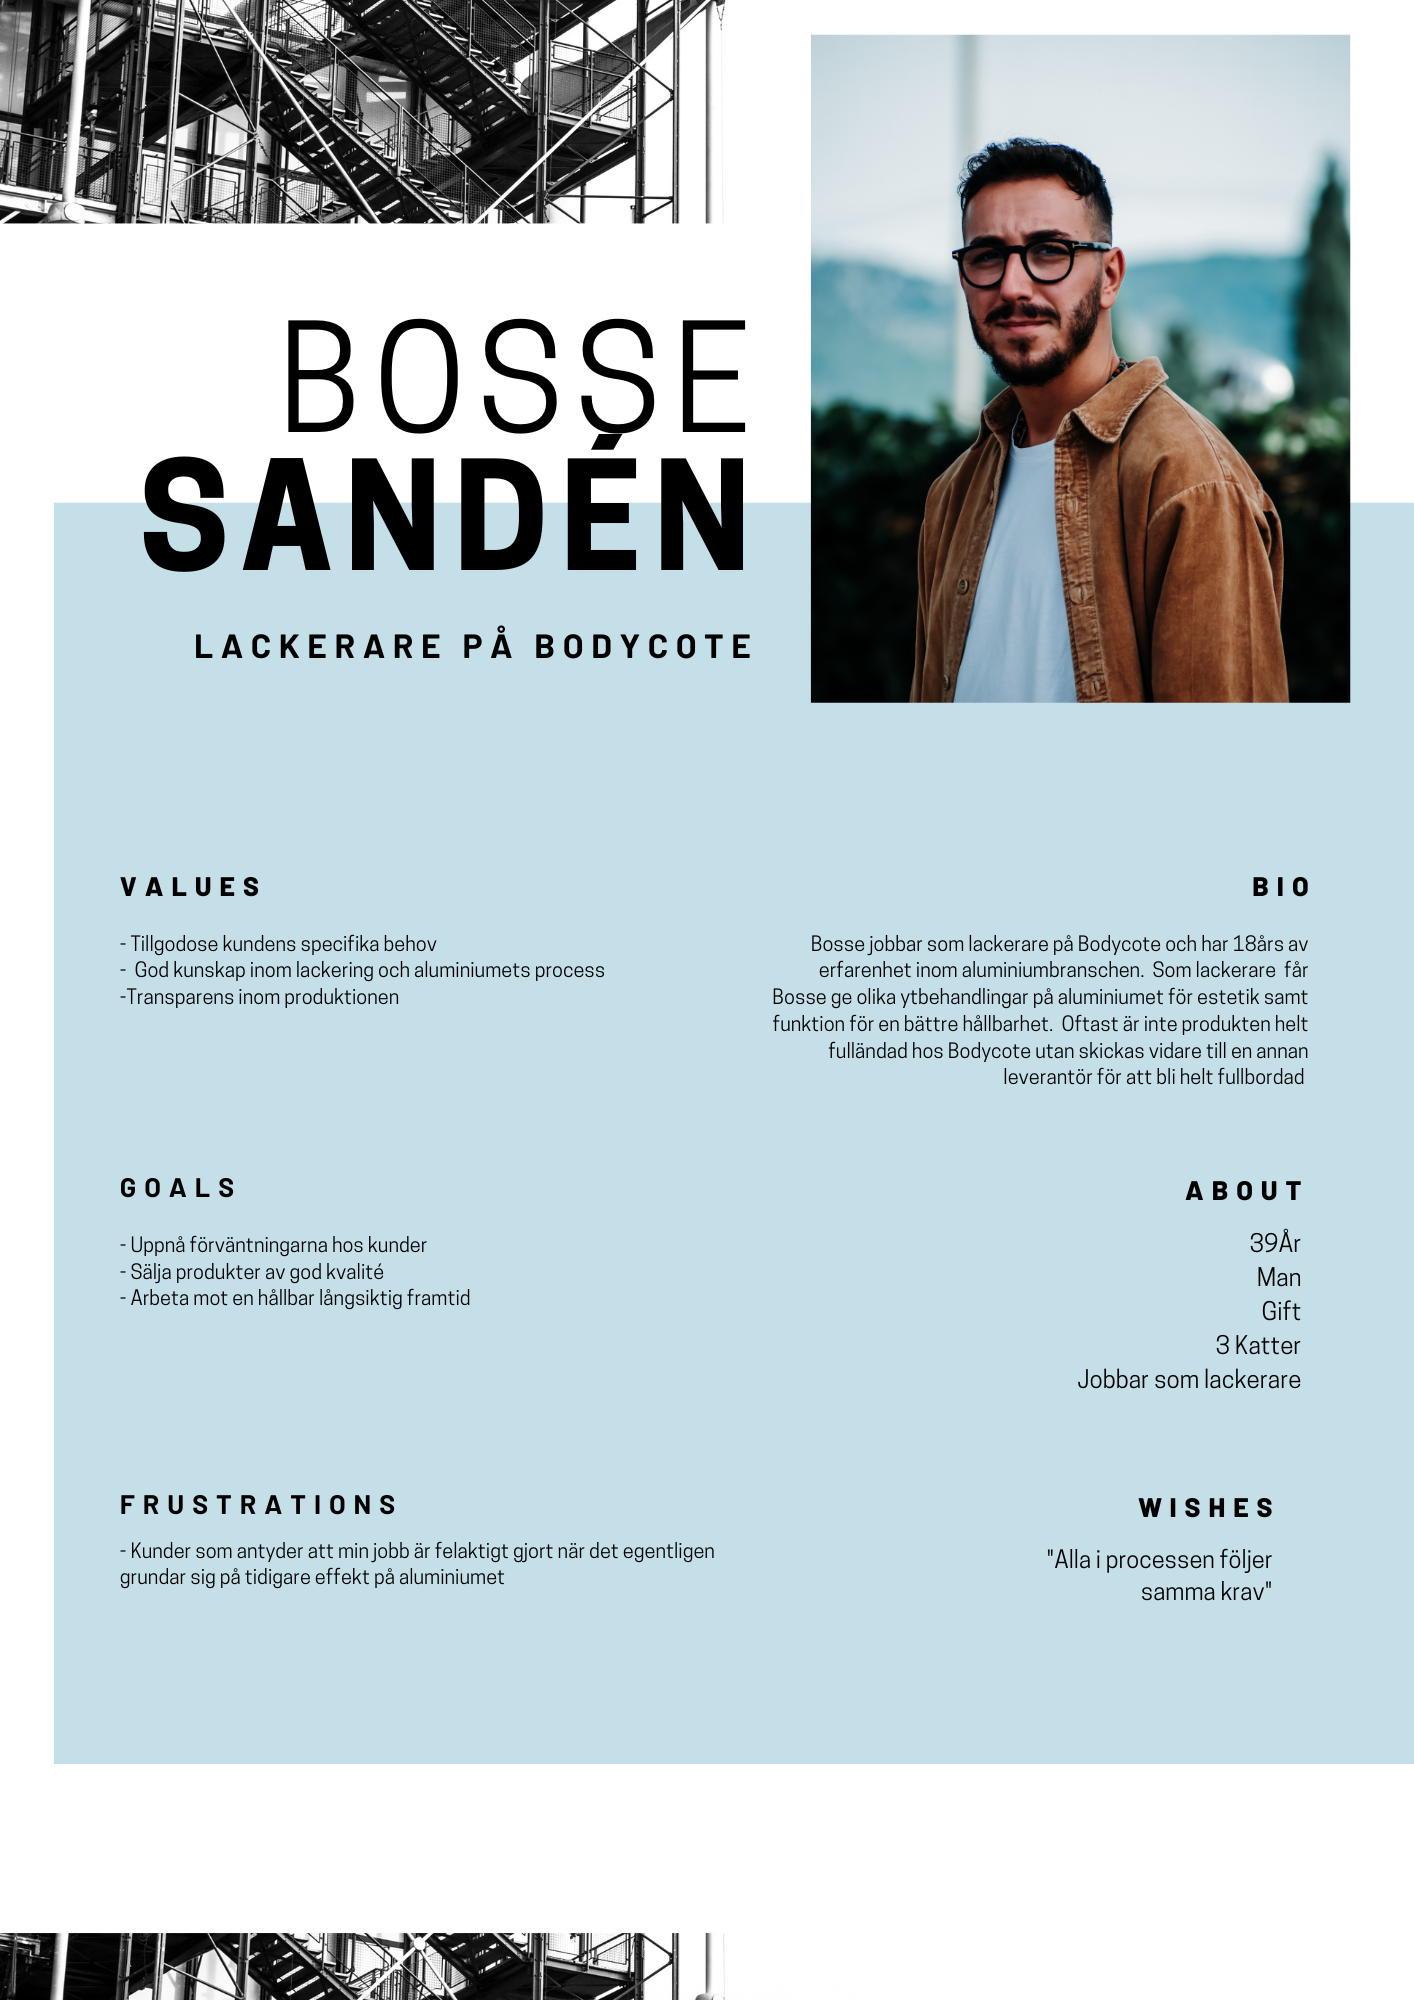 BOSSE
SANDÉN
LACKERARE PÅ BODYCOTE
VALUES
- Tillgodose kundens specifika behov
-  God kunskap inom lackering och aluminiumets process
-Transparens inom produktionen
BIO
Bosse jobbar som lackerare på Bodycote och har 18års av
erfarenhet inom aluminiumbranschen.  Som lackerare  får
Bosse ge olika ytbehandlingar på aluminiumet för estetik samt
funktion för en bättre hållbarhet.  Oftast är inte produkten helt
fulländad hos Bodycote utan skickas vidare till en annan
leverantör för att bli helt fullbordad
GOALS
- Uppnå förväntningarna hos kunder
- Sälja produkter av god kvalité
- Arbeta mot en hållbar långsiktig framtid
ABOUT
39År
Man
Gift
3 Katter
Jobbar som lackerare
FRUSTRATIONS
- Kunder som antyder att min jobb är felaktigt gjort när det egentligen
grundar sig på tidigare effekt på aluminiumet
WISHES
"Alla i processen följer
samma krav"